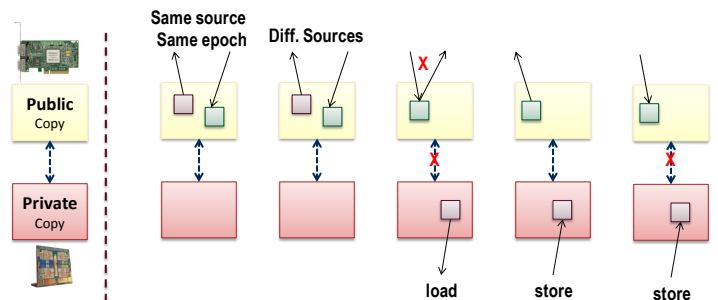 Same source
Same epoch
Diff. Sources
X
Public
Copy
X
X
Private
Copy
load
store
store